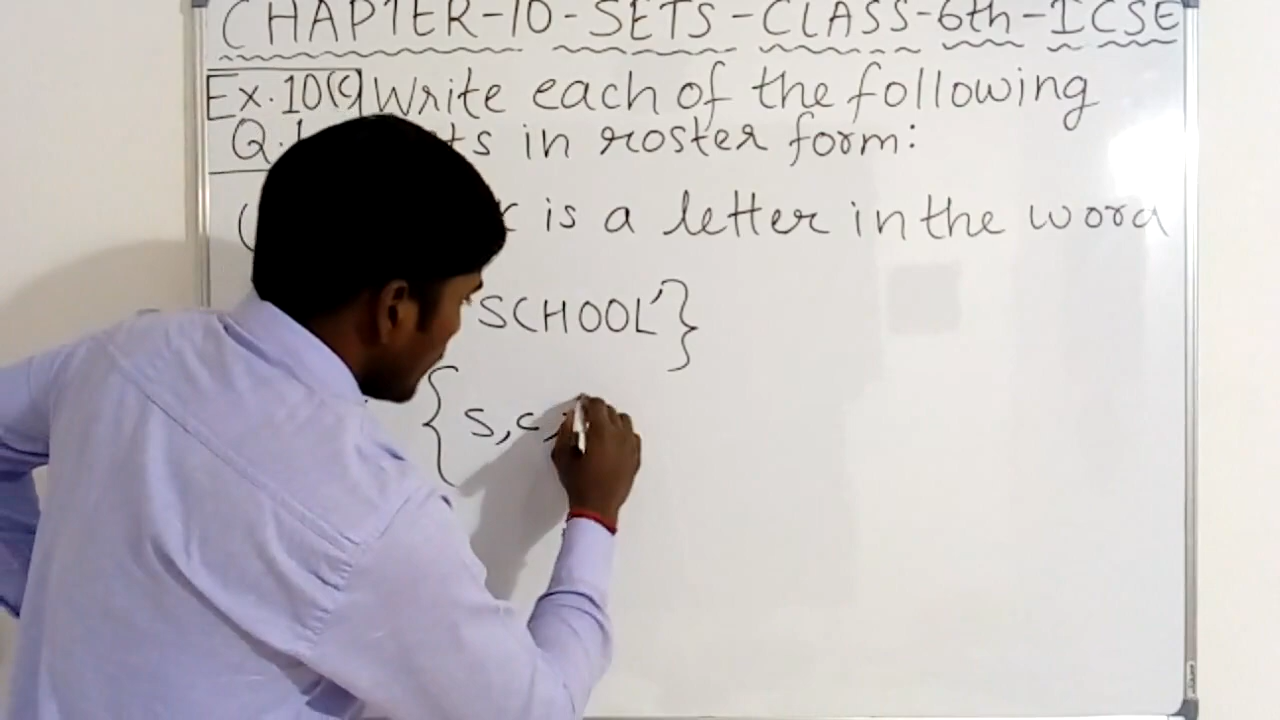 CHAPTER-10-SETS-CLASS-6th-ICSE
Ex. 10(C) Write each of the following
Q. in roster form:
is a letter in the word
'SCHOOL'}
{ s, c,